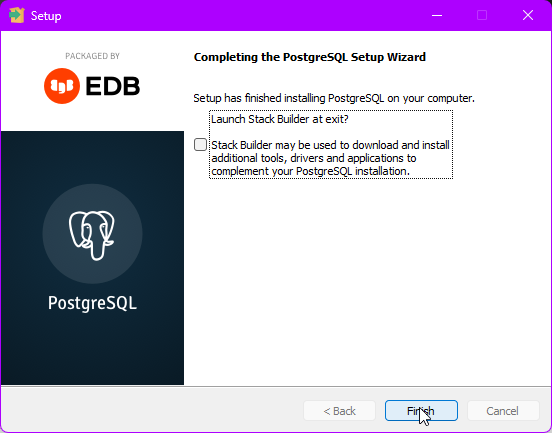 Setup
PACKAGED BY
EDB
PostgreSQL
Completing the PostgreSQL Setup Wizard
Setup has finished installing PostgreSQL on your computer.
Launch Stack Builder at exit?
Stack Builder may be used to download and install
additional tools, drivers and applications to
complement your PostgreSQL installation.
< Back
Finish
Cancel